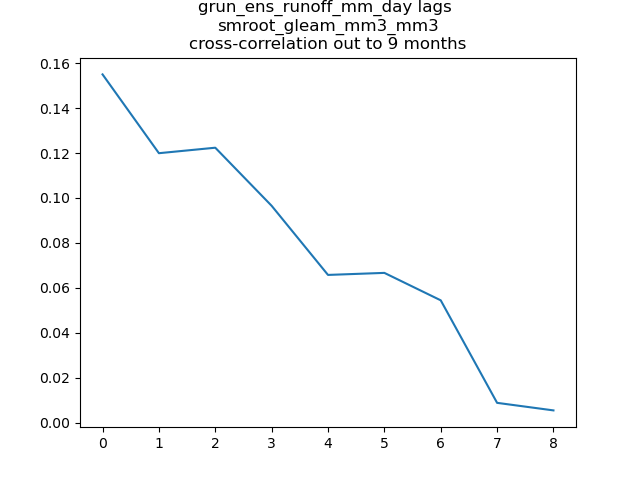 grun_ens_runoff_mm_day lags
smroot_gleam_mm3_mm3
cross-correlation out to 9 months
0.16
0.14
0.12
0.10
0.08
0.06
0.04
0.02
0.00
0 1 2 3 4 5 6 7 8